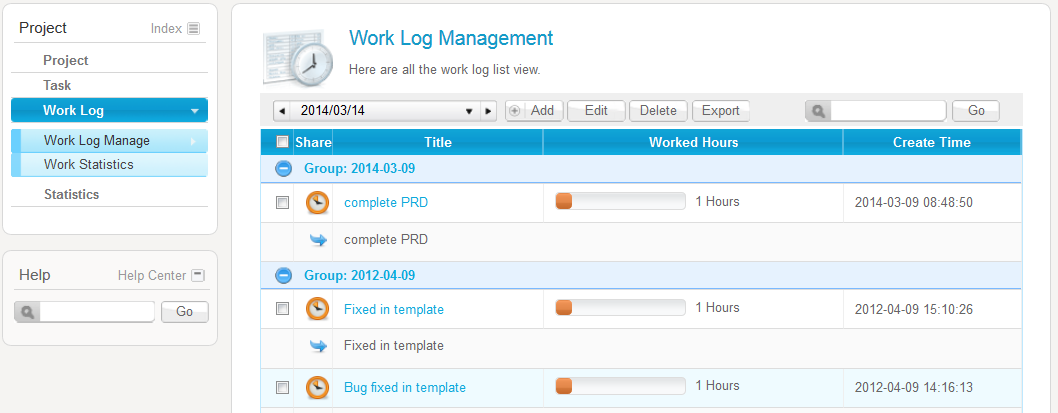 Project Index
Project
Task
Work Log
Work Log Manage
Work Statistics
Statistics
Help Help Center
Go
Work Log Management
Here are all the work log list view.
2014/03/14 Add Edit Delete Export Go
Share Title Worked Hours Create Time
Group: 2014-03-09
complete PRD 1 Hours 2014-03-09 08:48:50
complete PRD
Group: 2012-04-09
Fixed in template 1 Hours 2012-04-09 15:10:26
Fixed in template
Bug fixed in template 1 Hours 2012-04-09 14:16:13